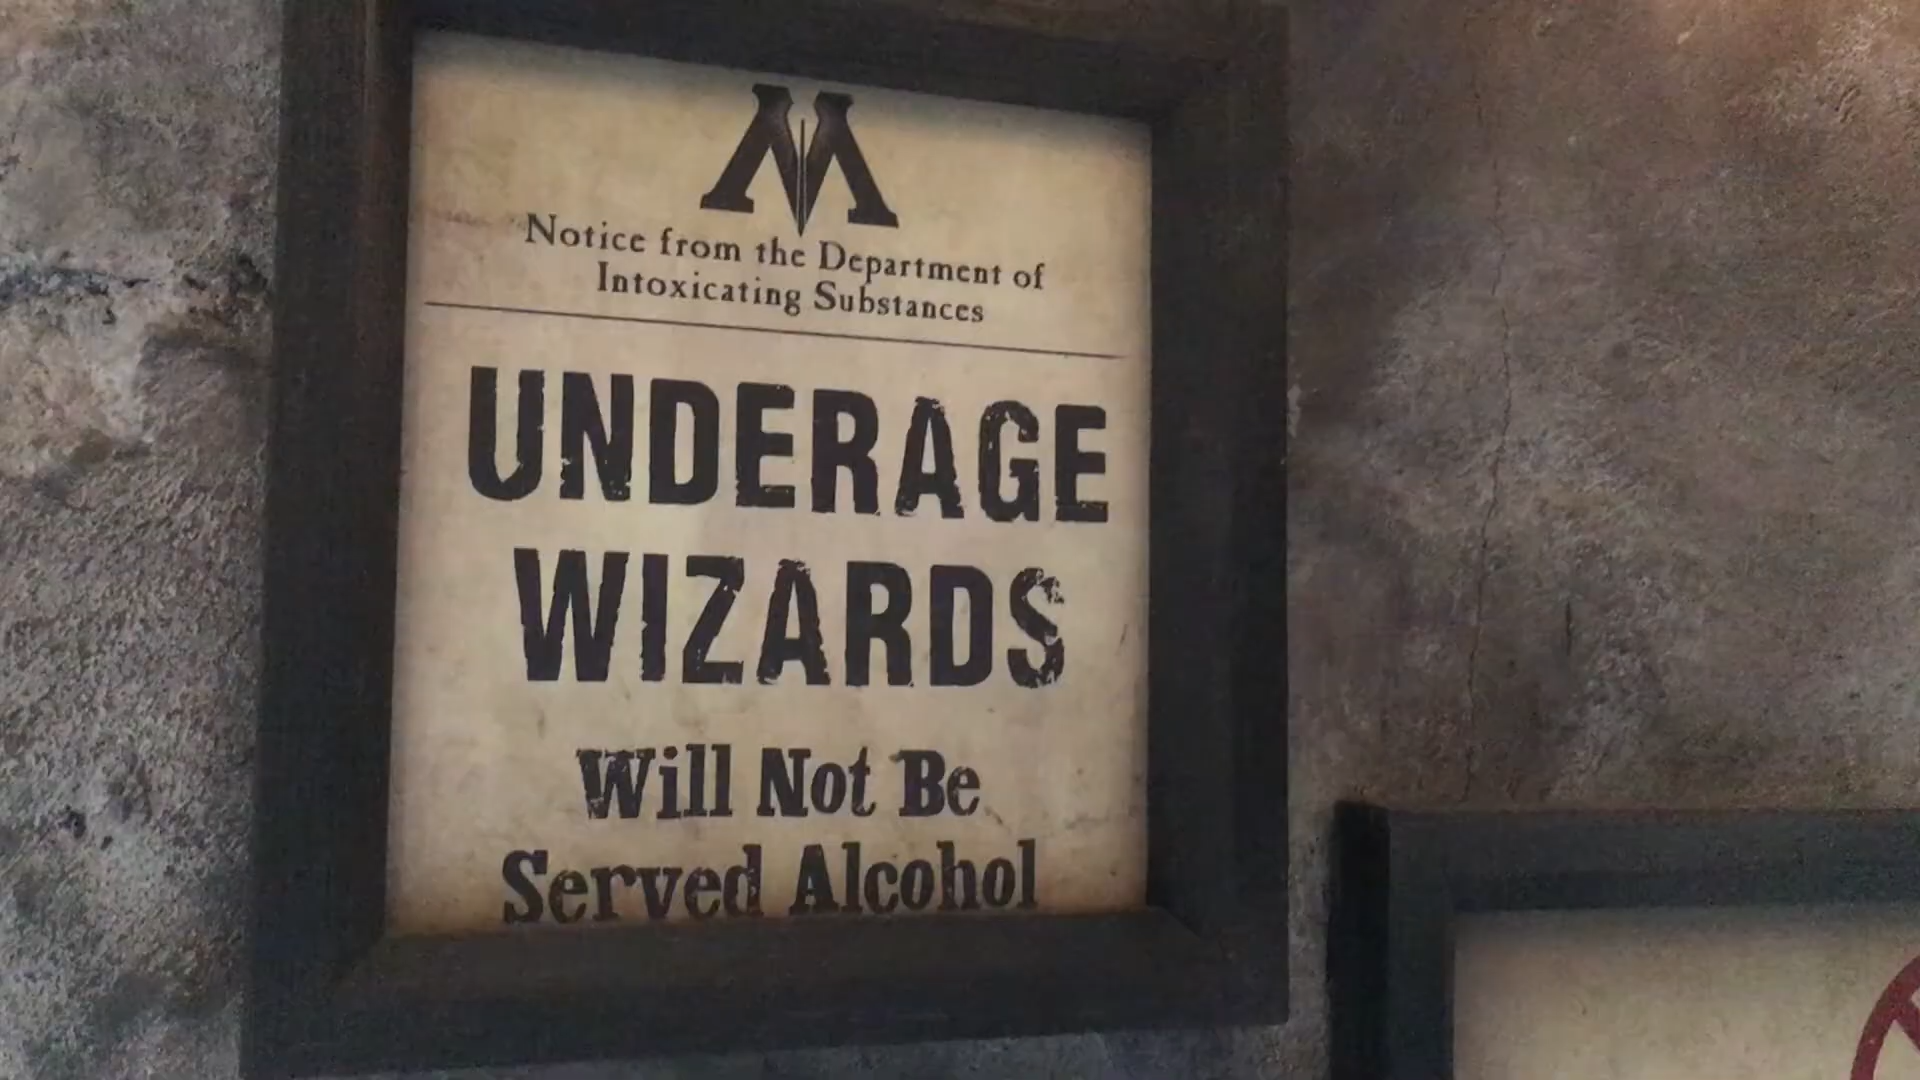 M
Notice from the Department of
Intoxicating Substances
UNDERAGE
WIZARDS
Will Not Be
Served Alcohol